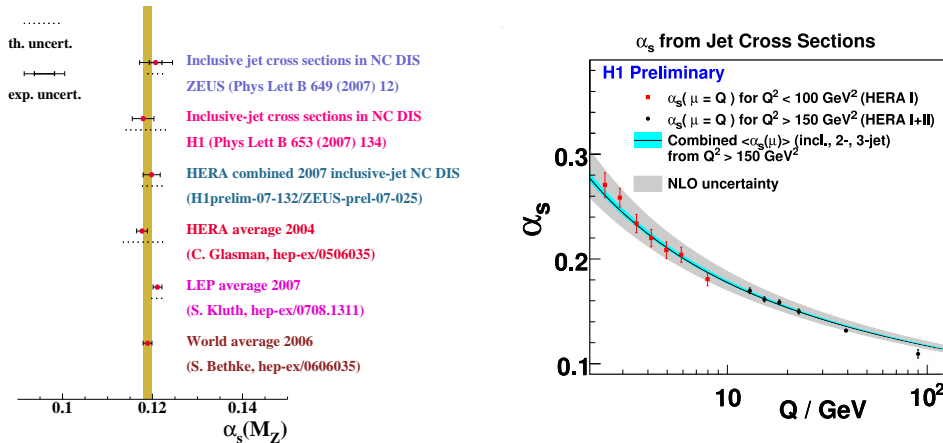 th. uncert.
exp. uncert.
Inclusive jet cross sections in NC DIS
ZEUS (Phys Lett B 649 (2007) 12)
Inclusive-jet cross sections in NC DIS
H1 (Phys Lett B 653 (2007) 134)
HERA combined 2007 inclusive-jet NC DIS
(H1prelim-07-132/ZEUS-prel-07-025)
HERA average 2004
(C. Glasman, hep-ex/0506035)
LEP average 2007
(S. Kluth, hep-ex/0708.1311)
World average 2006
(S. Bethke, hep-ex/0606035)
0.1 0.12 0.14
αs(MZ)
αs from Jet Cross Sections
H1 Preliminary
αs( μ = Q ) for Q² < 100 GeV² (HERA I)
αs( μ = Q ) for Q² > 150 GeV² (HERA I+II)
Combined <αs(μ)> (incl., 2-, 3-jet)
from Q² > 150 GeV²
NLO uncertainty
αs
0.3
0.2
0.1
10 10²
Q / GeV